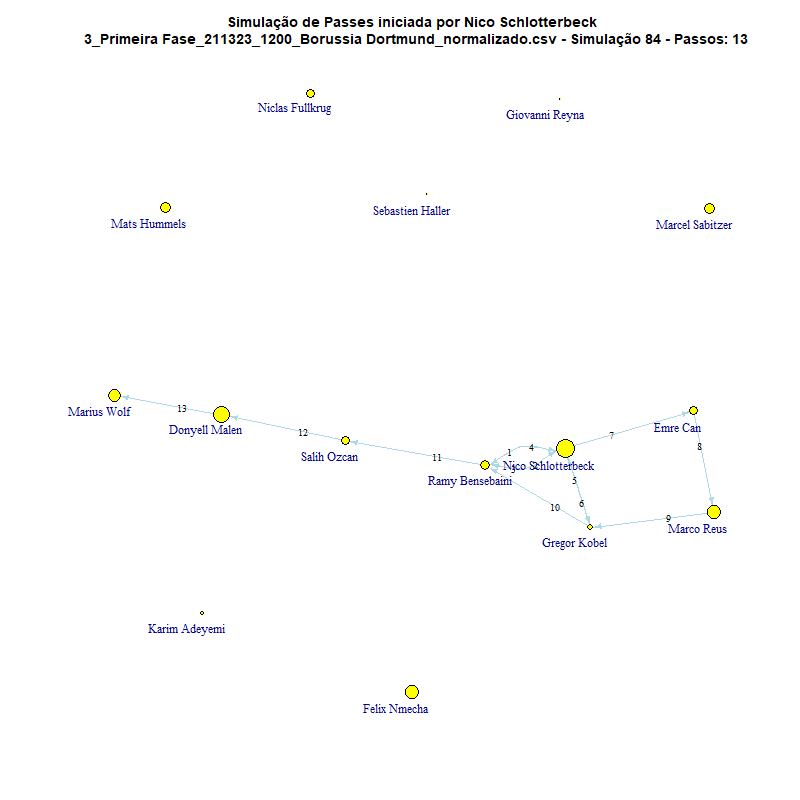 Simulação de Passes iniciada por Nico Schlotterbeck
3_Primeira Fase_211323_1200_Borussia Dortmund_normalizado.csv - Simulação 84 - Passos: 13
Niclas Fullkrug
Giovanni Reyna
Sebastien Haller
Mats Hummels
Marcel Sabitzer
Marius Wolf
13
Donyell Malen
12
Salih Ozcan
11
Ramy Bensebaini
1
4
Nico Schlotterbeck
7
Emre Can
8
5
6
10
9
Marco Reus
Gregor Kobel
Karim Adeyemi
Felix Nmecha